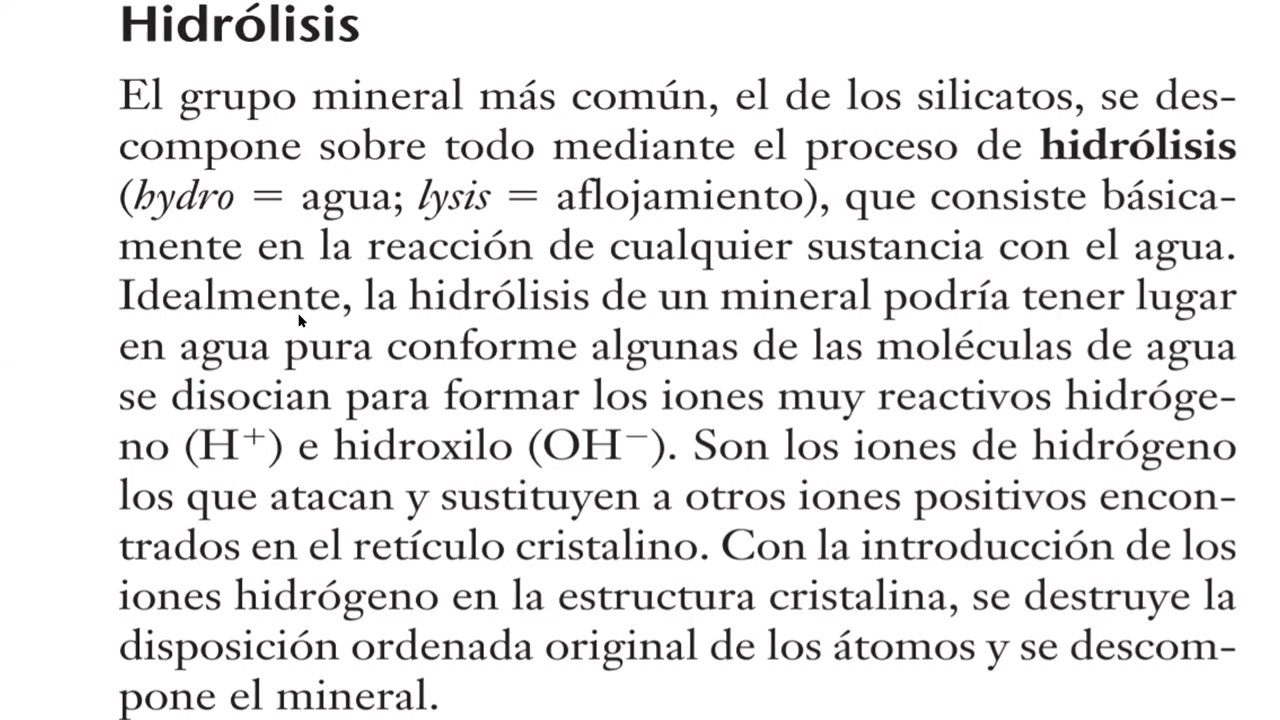 Hidrólisis
El grupo mineral más común, el de los silicatos, se des-
compone sobre todo mediante el proceso de hidrólisis
(hydro = agua; lysis = aflojamiento), que consiste básica-
mente en la reacción de cualquier sustancia con el agua.
Idealmente, la hidrólisis de un mineral podría tener lugar
en agua pura conforme algunas de las moléculas de agua
se disocian para formar los iones muy reactivos hidróge-
no (H⁺) e hidroxilo (OH⁻). Son los iones de hidrógeno
los que atacan y sustituyen a otros iones positivos encon-
trados en el retículo cristalino. Con la introducción de los
iones hidrógeno en la estructura cristalina, se destruye la
disposición ordenada original de los átomos y se descom-
pone el mineral.